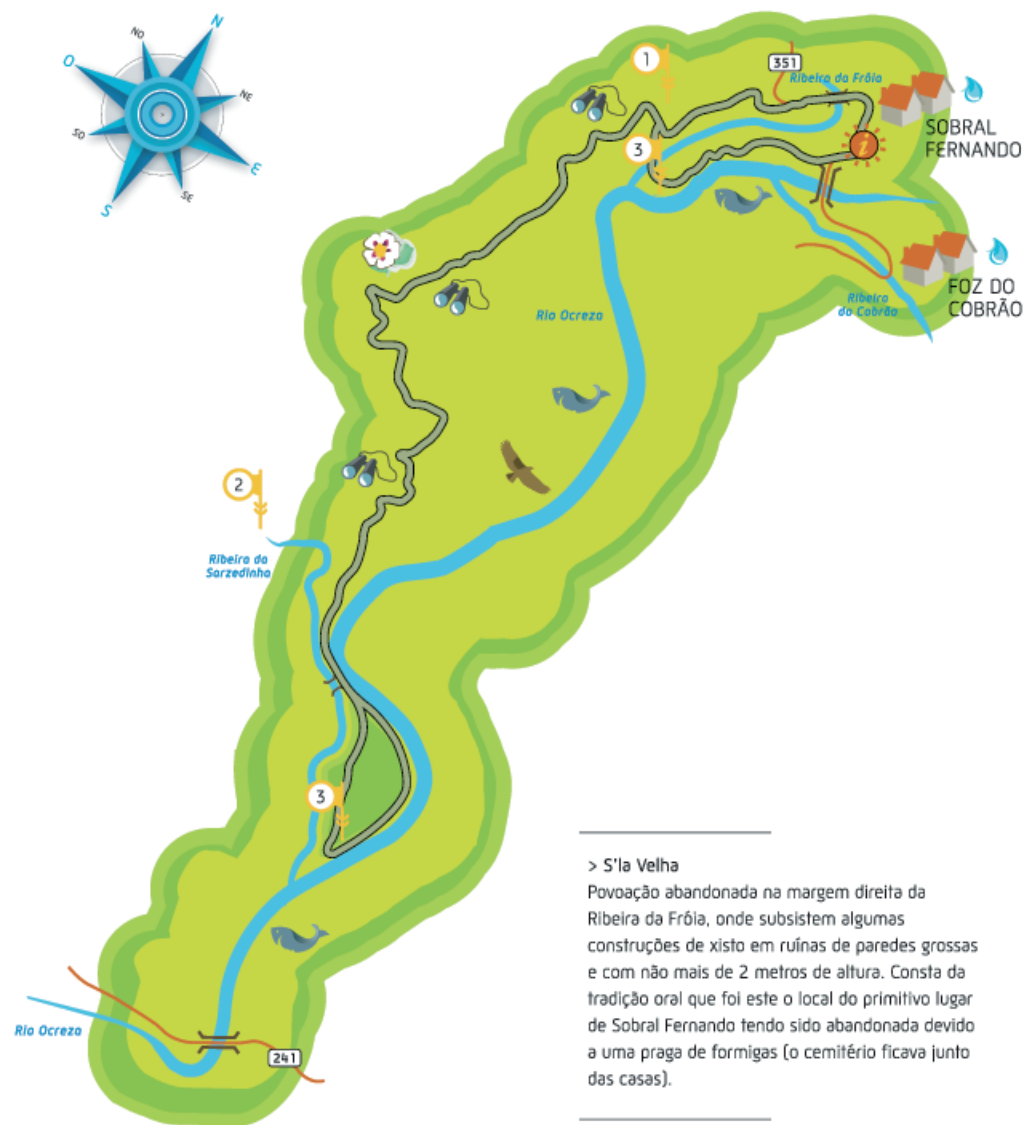 N
NO
NE
O
SO
E
SE
S
1
351
Ribeira da Fróia
SOBRAL
FERNANDO
i
3
FOZ DO
COBRÃO
Ribeiro
do Cobrão
Rio Ocreza
2
Ribeira da
Sarzedinha
3
Rio Ocreza
241
> S'la Velha
Povoação abandonada na margem direita da
Ribeira da Fróia, onde subsistem algumas
construções de xisto em ruínas de paredes grossas
e com não mais de 2 metros de altura. Consta da
tradição oral que foi este o local do primitivo lugar
de Sobral Fernando tendo sido abandonada devido
a uma praga de formigas (o cemitério ficava junto
das casas).